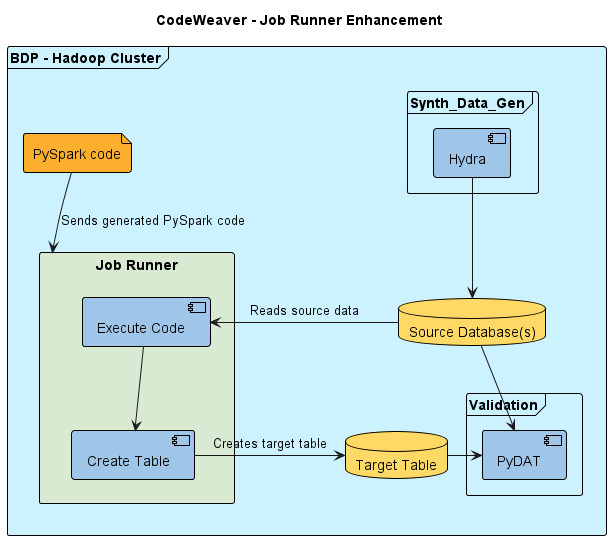 CodeWeaver - Job Runner Enhancement
BDP - Hadoop Cluster
Synth_Data_Gen
Hydra
PySpark code
Sends generated PySpark code
Job Runner
Execute Code
Reads source data
Source Database(s)
Validation
Create Table
Creates target table
Target Table
PyDAT